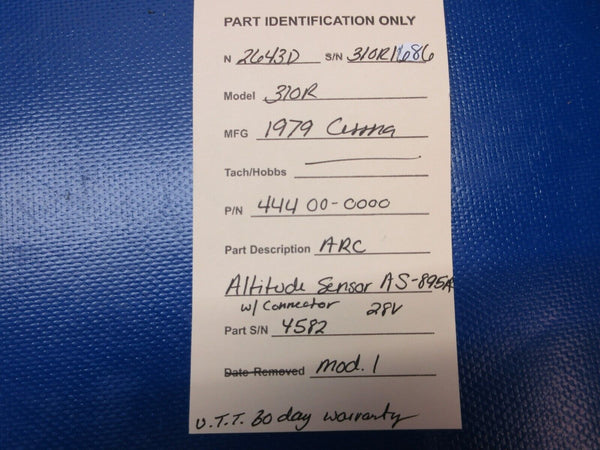 PART IDENTIFICATION ONLY
N 2643D S/N 310R1686
Model 310R
MFG 1979 Cessna
Tach/Hobbs
P/N 44400-0000
Part Description ARC
Altitude Sensor AS-895A
w/ Connector 28V
Part S/N 4582
Date Removed Mod. 1
U.T.T. 30 day warranty